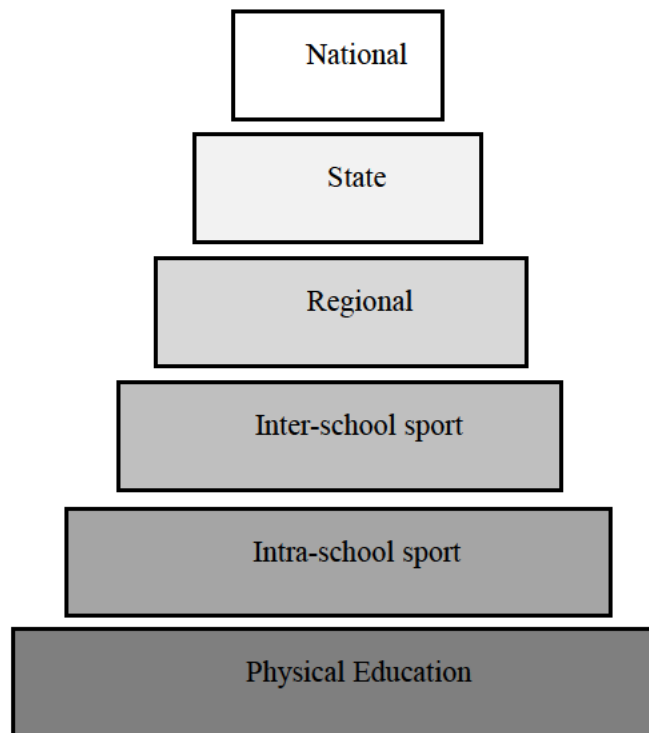 National
State
Regional
Inter-school sport
Intra-school sport
Physical Education